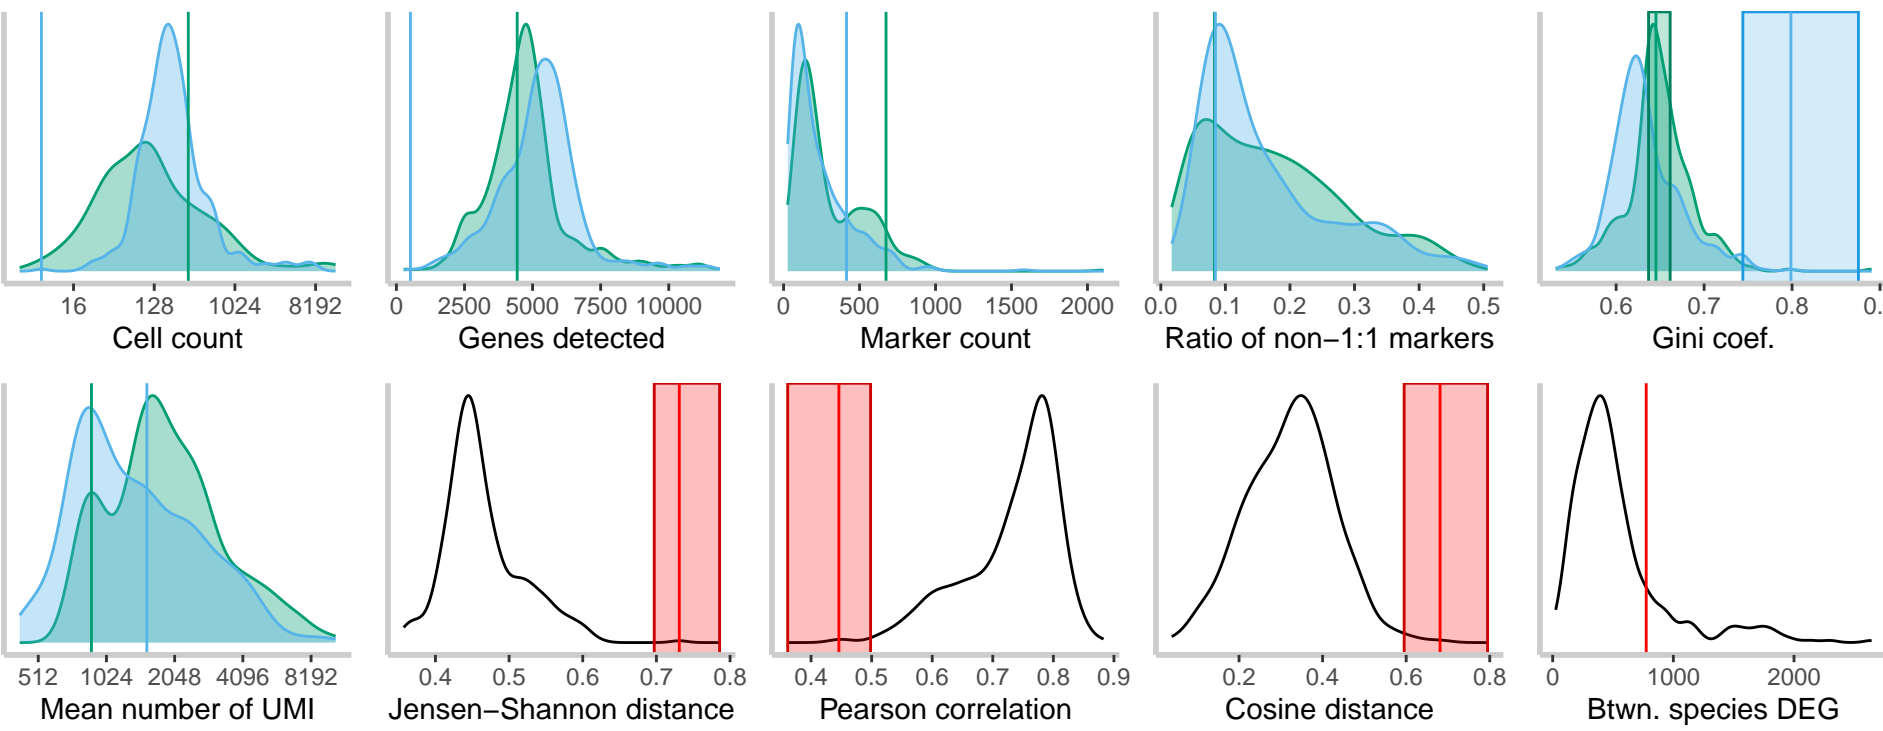 16 128 1024 8192
Cell count
0 2500 5000 7500 10000
Genes detected
0 500 1000 1500 2000
Marker count
0.0 0.1 0.2 0.3 0.4 0.5
Ratio of non−1:1 markers
0.6 0.7 0.8 0.
Gini coef.
512 1024 2048 4096 8192
Mean number of UMI
0.4 0.5 0.6 0.7 0.8
Jensen−Shannon distance
0.4 0.5 0.6 0.7 0.8 0.9
Pearson correlation
0.2 0.4 0.6 0.8
Cosine distance
0 1000 2000
Btwn. species DEG